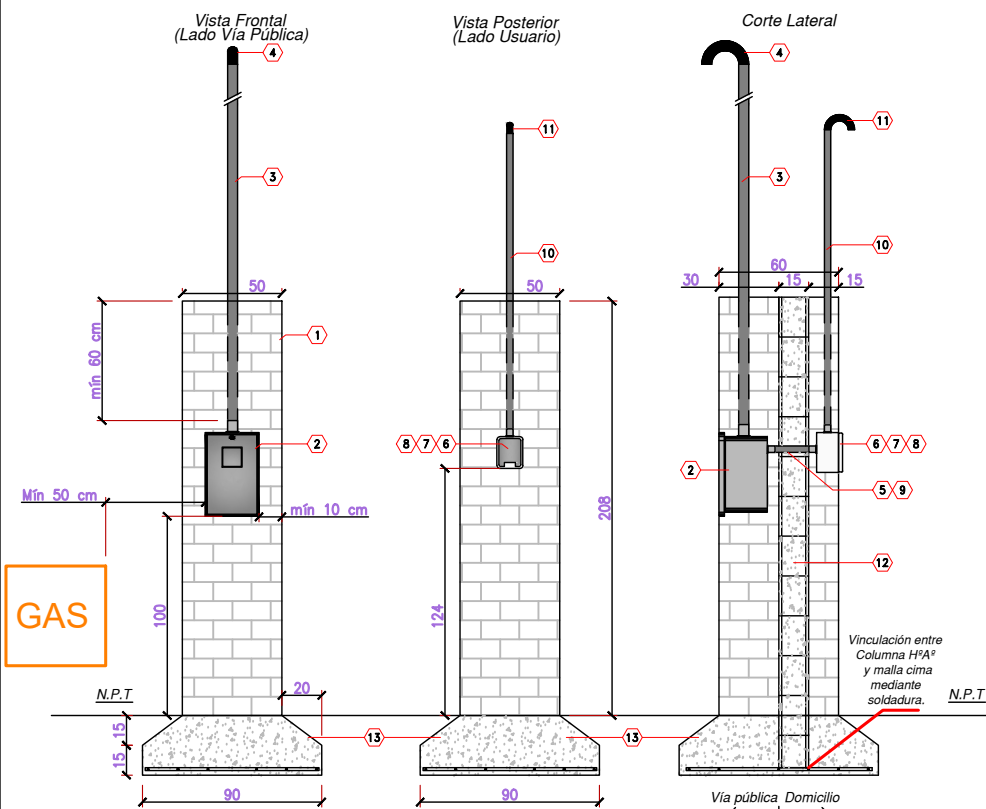 Vista Frontal
(Lado Vía Pública)
Vista Posterior
(Lado Usuario)
Corte Lateral
4
4
11
11
3
3
10
10
60
50
50
30
15
15
1
mín 60 cm
2
8 7 6
6 7 8
2
5 9
Mín 50 cm
mín 10 cm
208
12
GAS
100
124
Vinculación entre
Columna HºAº
y malla cima
mediante
soldadura.
20
N.P.T
N.P.T
15
13
13
15
90
90
Vía pública Domicilio